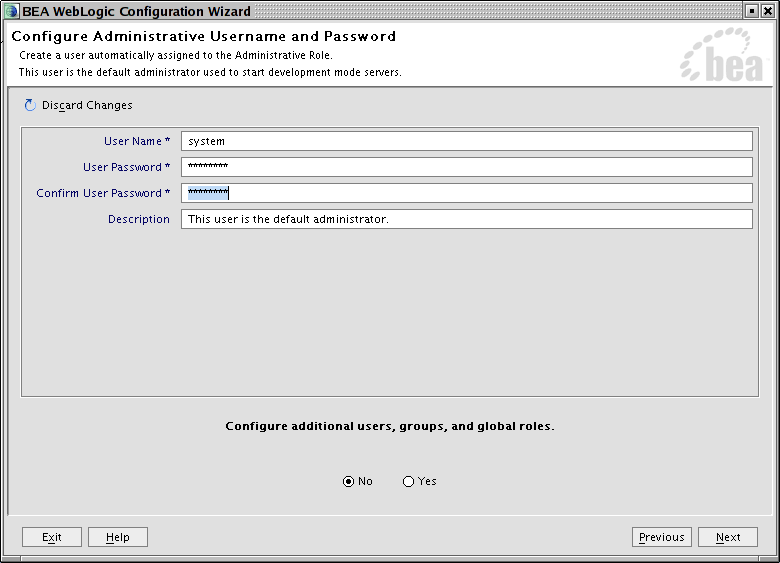 BEA WebLogic Configuration Wizard
Configure Administrative Username and Password
Create a user automatically assigned to the Administrative Role.
This user is the default administrator used to start development mode servers.
bea
Discard Changes
User Name * system
User Password * ********
Confirm User Password * ********
Description This user is the default administrator.
Configure additional users, groups, and global roles.
No Yes
Exit Help Previous Next